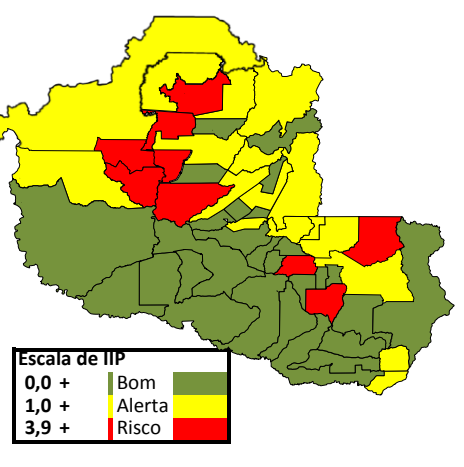 Escala de IIP
0,0 + Bom
1,0 + Alerta
3,9 + Risco